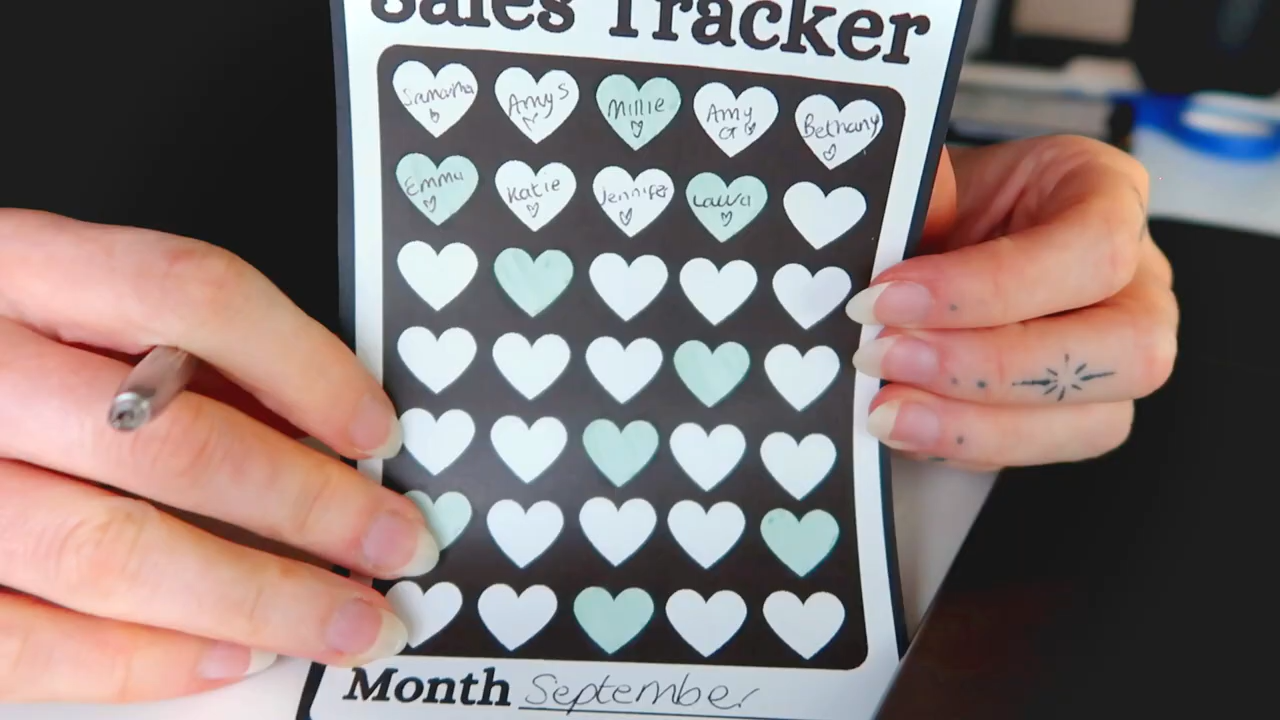 Sales Tracker
Samantha Amy S Millie Amy G Bethany
Emma Katie Jennifer Laura
Month September